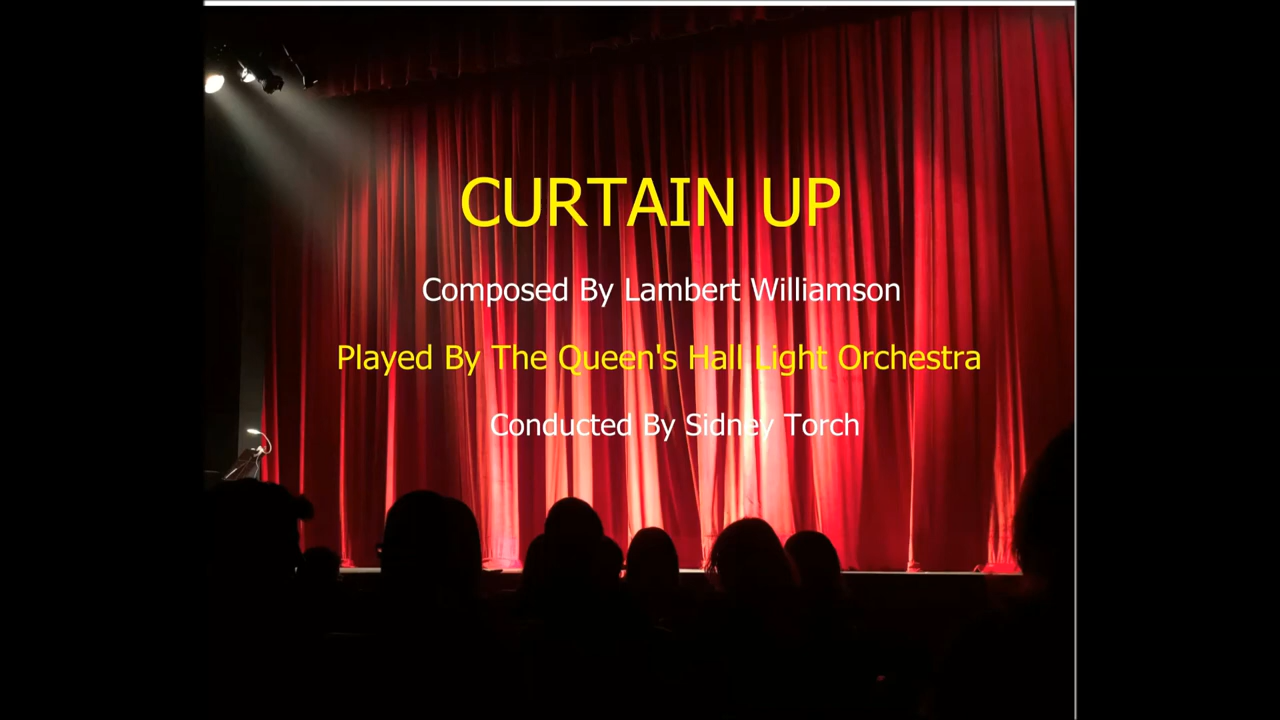 CURTAIN UP
Composed By Lambert Williamson
Played By The Queen's Hall Light Orchestra
Conducted By Sidney Torch